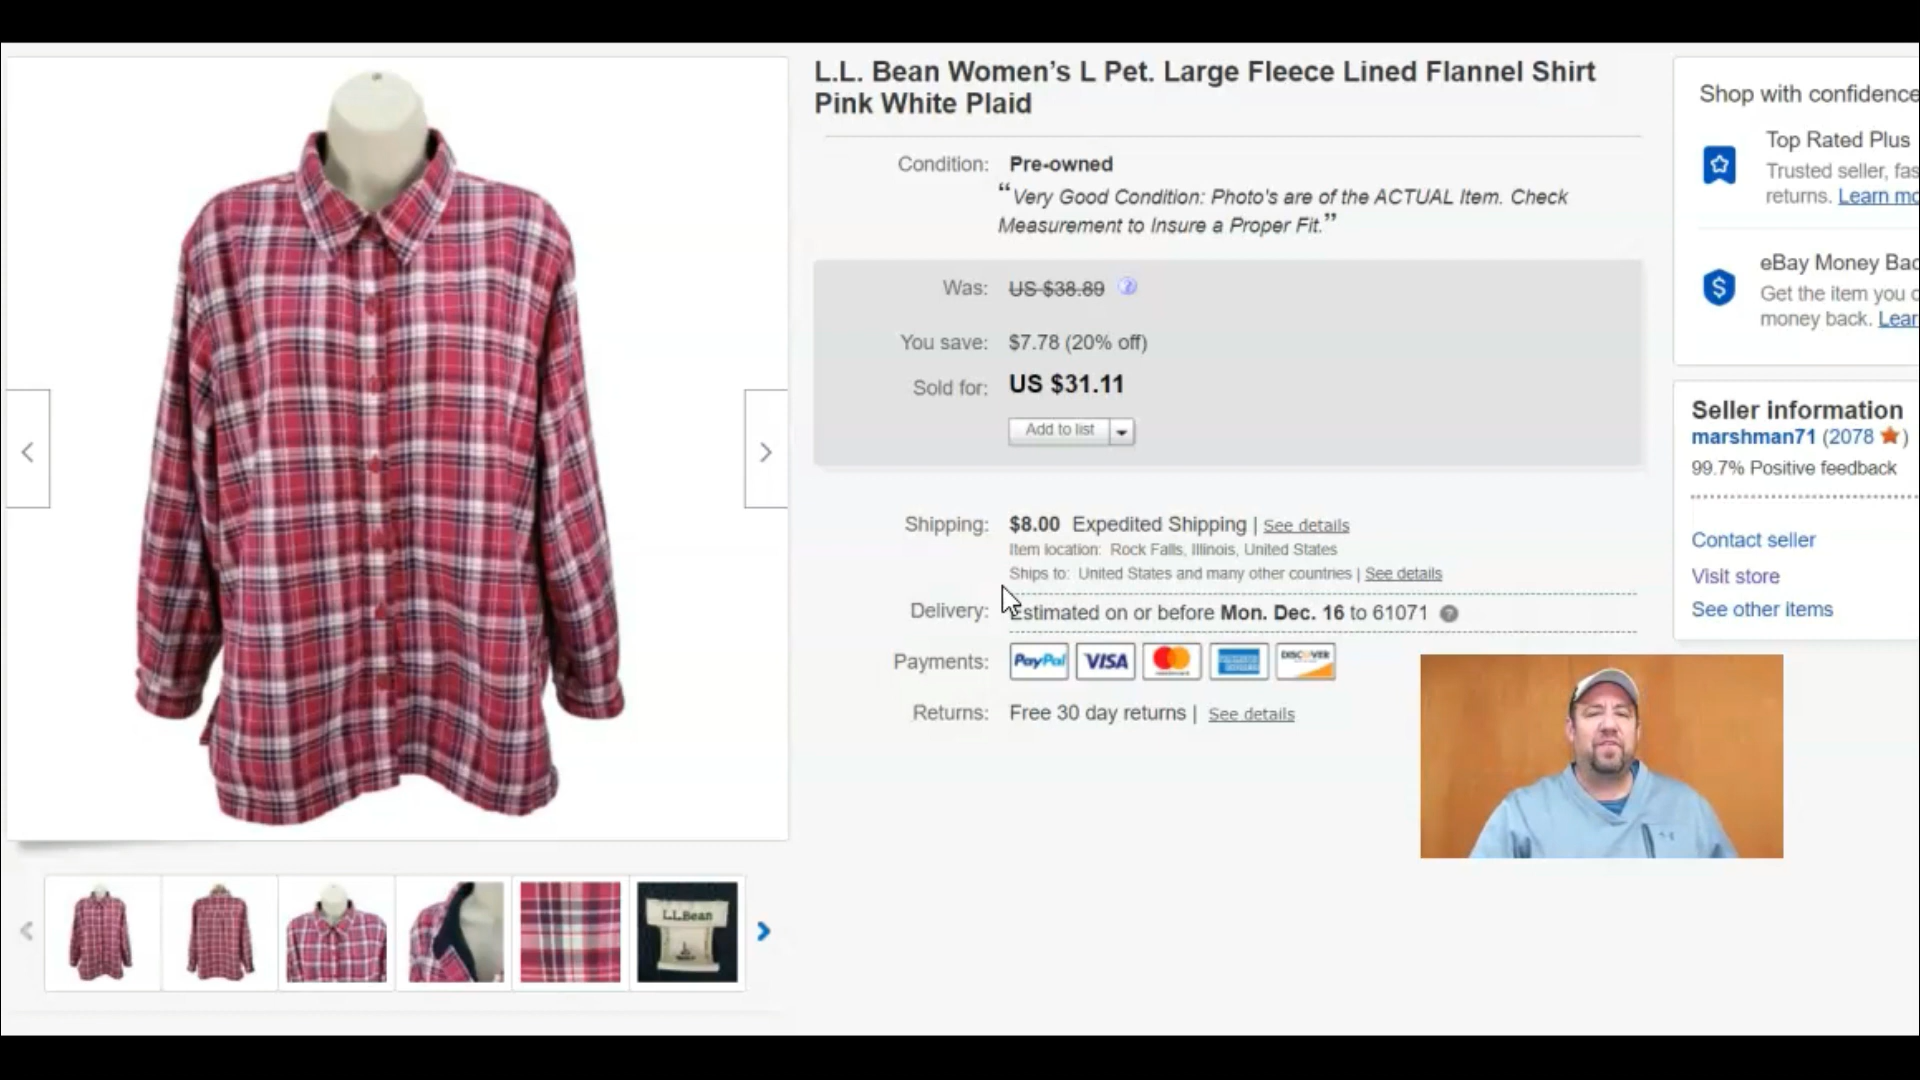 L.L. Bean Women's L Pet. Large Fleece Lined Flannel Shirt
Pink White Plaid
Condition: Pre-owned
“Very Good Condition: Photo's are of the ACTUAL Item. Check
Measurement to Insure a Proper Fit.”
Was: US $38.89
You save: $7.78 (20% off)
Sold for: US $31.11
Add to list
Shipping: $8.00 Expedited Shipping | See details
Item location: Rock Falls, Illinois, United States
Ships to: United States and many other countries | See details
Delivery: Estimated on or before Mon. Dec. 16 to 61071
Payments: PayPal VISA mastercard AMERICAN EXPRESS DISCOVER
Returns: Free 30 day returns | See details
Shop with confidence
Top Rated Plus
Trusted seller, fas
returns. Learn mo
eBay Money Bac
Get the item you o
money back. Lear
Seller information
marshman71 (2078)
99.7% Positive feedback
Contact seller
Visit store
See other items
L.L.Bean
L